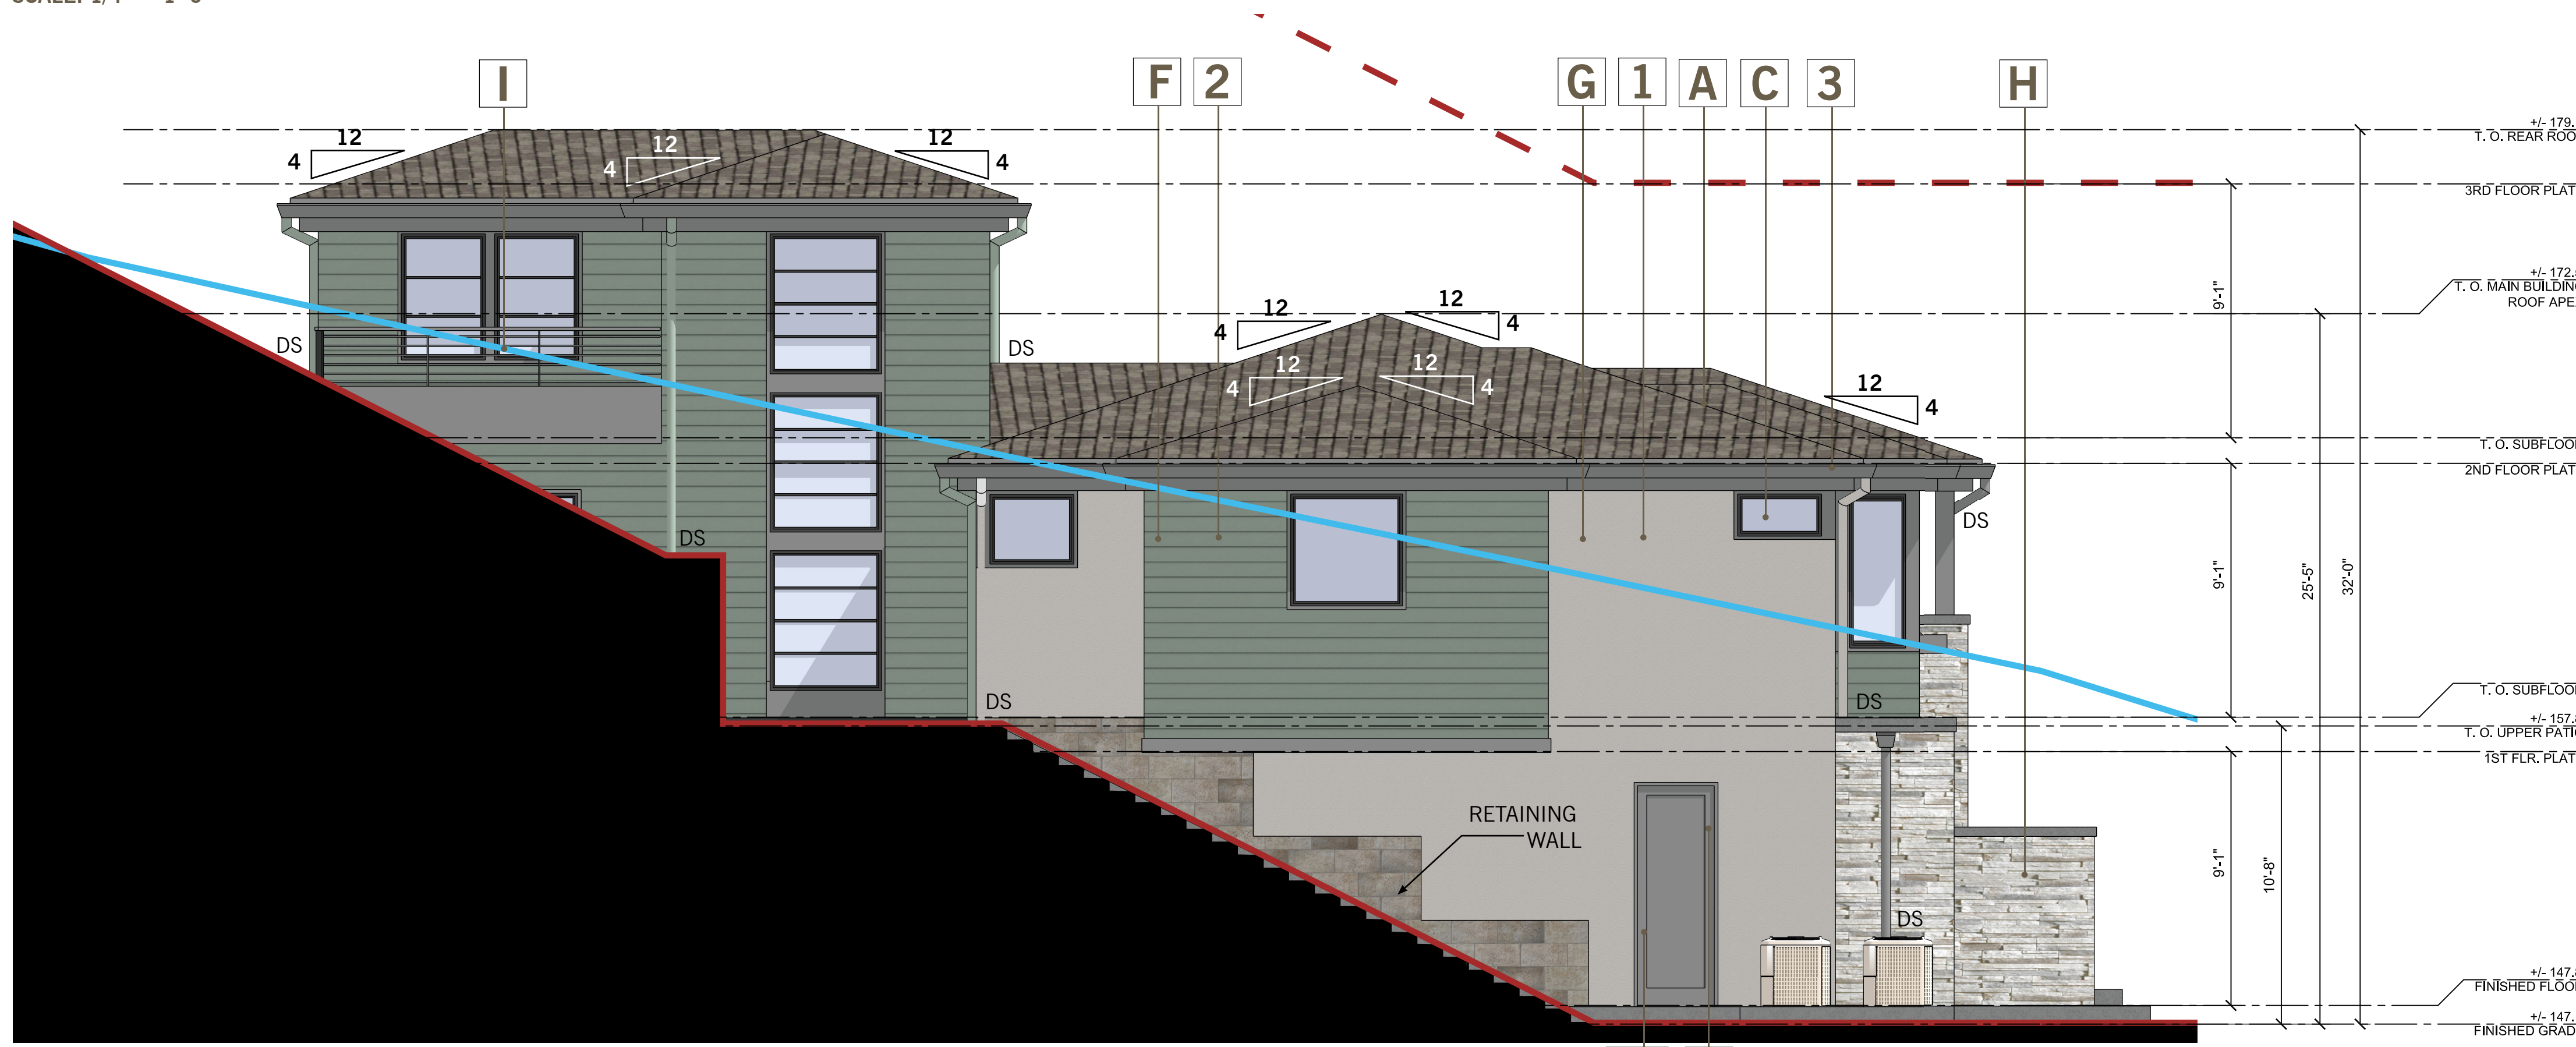 I
F
2
G
1
A
C
3
H
12
4
12
4
12
4
+/- 179.
T. O. REAR ROO
3RD FLOOR PLAT
+/- 172.
T. O. MAIN BUILDING
ROOF APE
9'-1"
12
4
12
4
DS
DS
12
4
12
4
12
4
T. O. SUBFLOO
2ND FLOOR PLAT
DS
DS
9'-1"
25'-5"
32'-0"
DS
DS
T. O. SUBFLOO
+/- 157.
T. O. UPPER PATI
1ST FLR. PLAT
RETAINING
WALL
9'-1"
10'-8"
DS
+/- 147.
FINISHED FLOO
+/- 147.
FINISHED GRAD